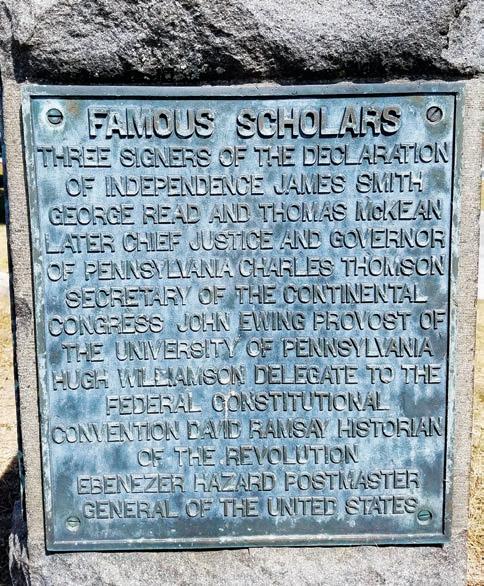 FAMOUS SCHOLARS
THREE SIGNERS OF THE DECLARATION
OF INDEPENDENCE JAMES SMITH
GEORGE READ AND THOMAS McKEAN
LATER CHIEF JUSTICE AND GOVERNOR
OF PENNSYLVANIA CHARLES THOMSON
SECRETARY OF THE CONTINENTAL
CONGRESS JOHN EWING PROVOST OF
THE UNIVERSITY OF PENNSYLVANIA
HUGH WILLIAMSON DELEGATE TO THE
FEDERAL CONSTITUTIONAL
CONVENTION DAVID RAMSAY HISTORIAN
OF THE REVOLUTION
EBENEZER HAZARD POSTMASTER
GENERAL OF THE UNITED STATES